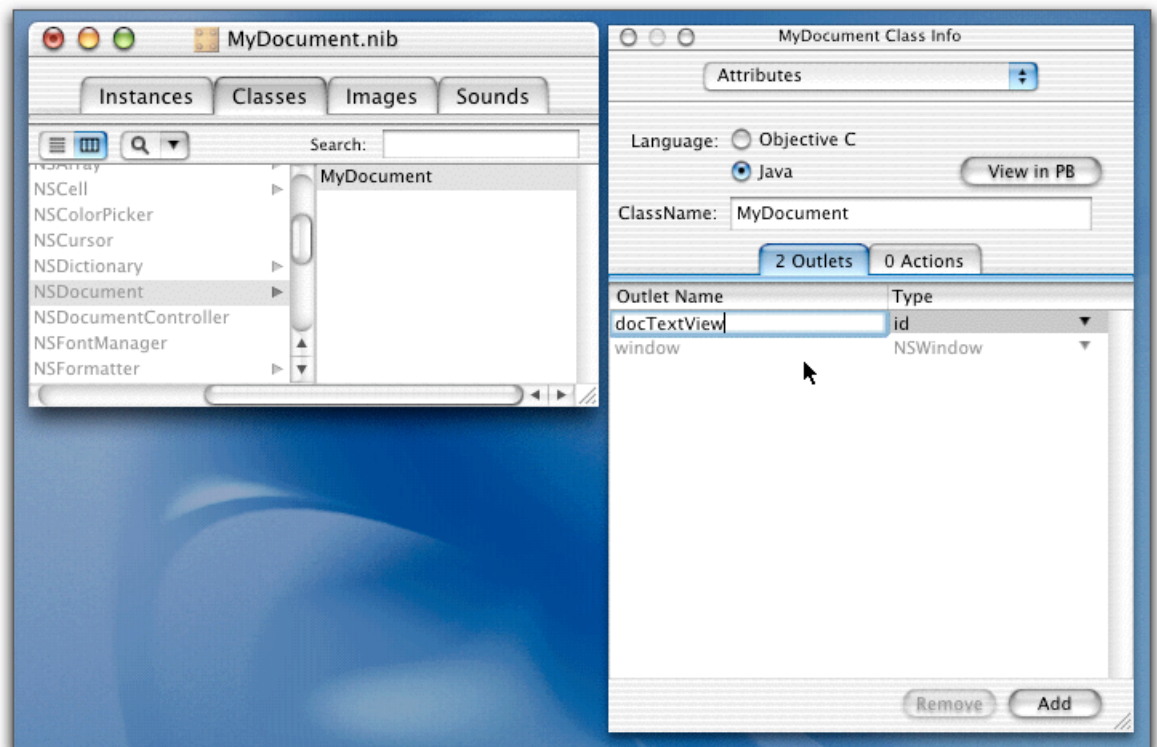 MyDocument.nib
Instances Classes Images Sounds
Search:
NSArray
NSCell
NSColorPicker
NSCursor
NSDictionary
NSDocument
NSDocumentController
NSFontManager
NSFormatter
MyDocument
MyDocument Class Info
Attributes
Language: Objective C
Java View in PB
ClassName: MyDocument
2 Outlets 0 Actions
Outlet Name Type
docTextView id
window NSWindow
Remove Add